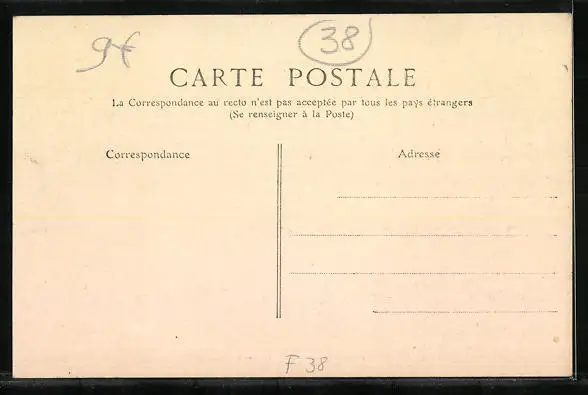 9f
38
CARTE POSTALE
La Correspondance au recto n'est pas acceptée par tous les pays étrangers
(Se renseigner à la Poste)
Correspondance
Adresse
F 38